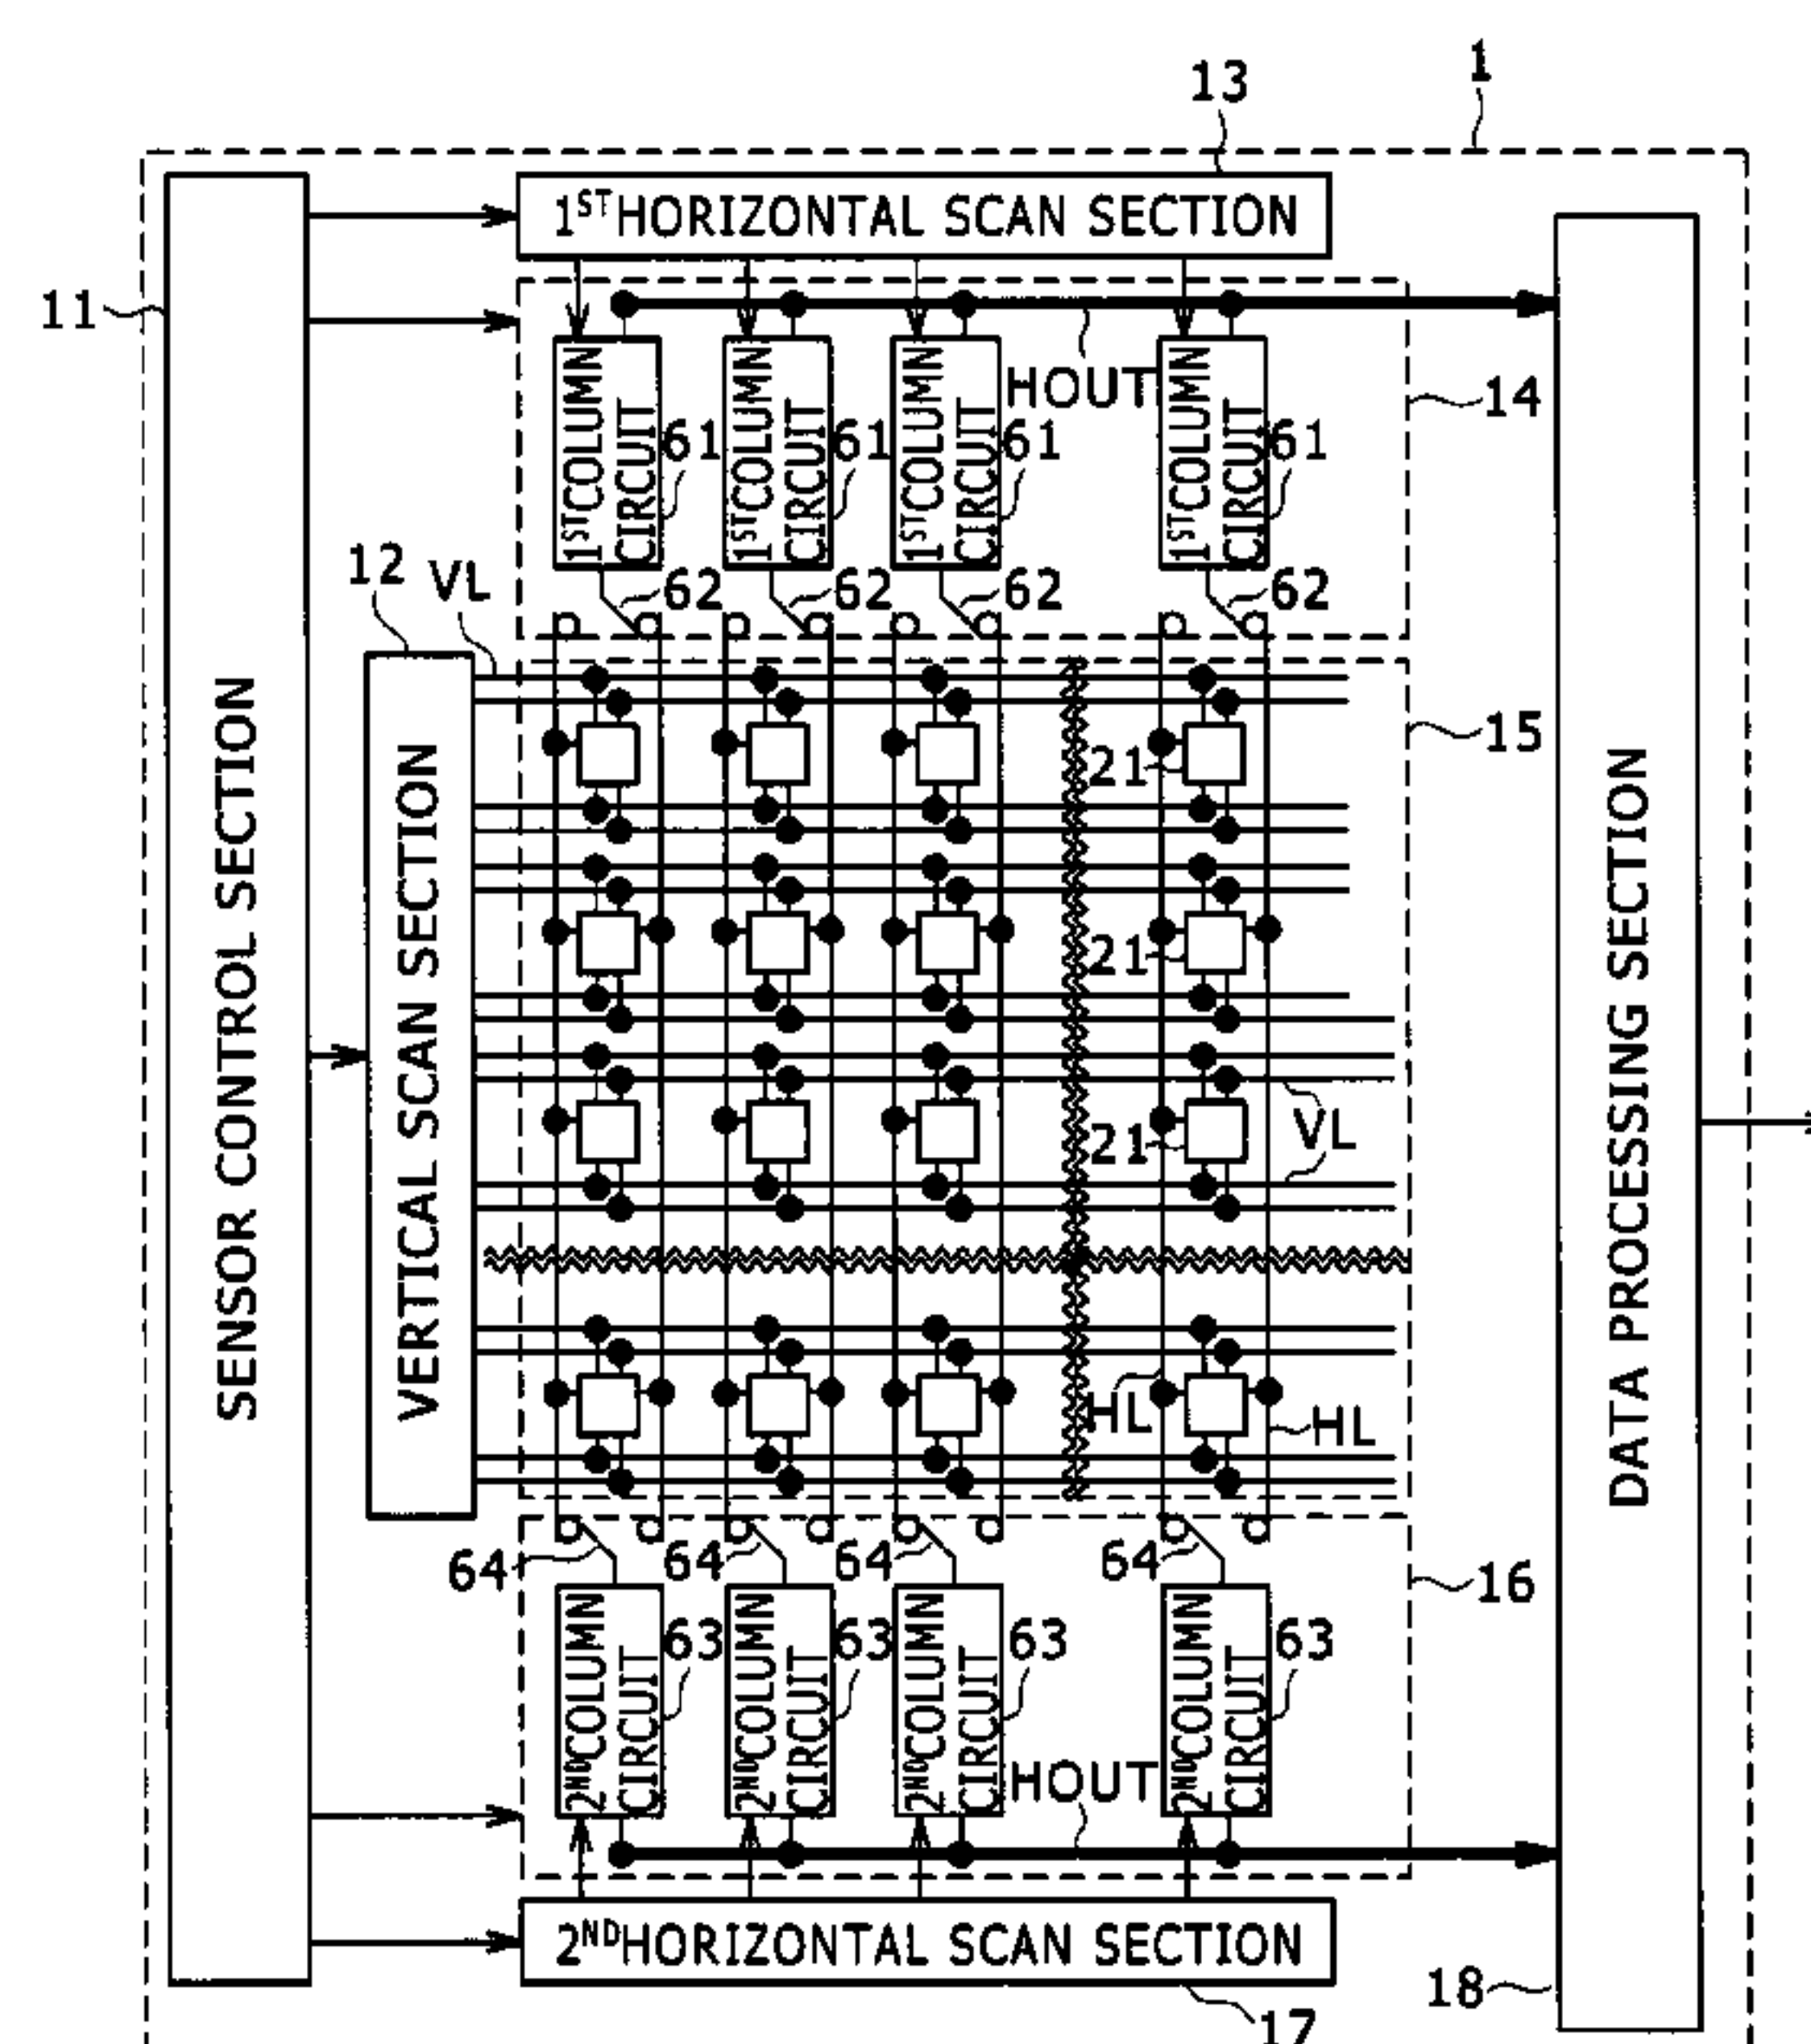 1
13
1ST HORIZONTAL SCAN SECTION
11
SENSOR CONTROL SECTION
HOUT
14
1ST COLUMN CIRCUIT
61
1ST COLUMN CIRCUIT
61
1ST COLUMN CIRCUIT
61
1ST COLUMN CIRCUIT
61
12
VL
62
62
62
62
VERTICAL SCAN SECTION
15
21
21
21
VL
DATA PROCESSING SECTION
HL
HL
64
64
64
64
16
2ND COLUMN CIRCUIT
63
2ND COLUMN CIRCUIT
63
2ND COLUMN CIRCUIT
63
2ND COLUMN CIRCUIT
63
HOUT
2ND HORIZONTAL SCAN SECTION
18
17